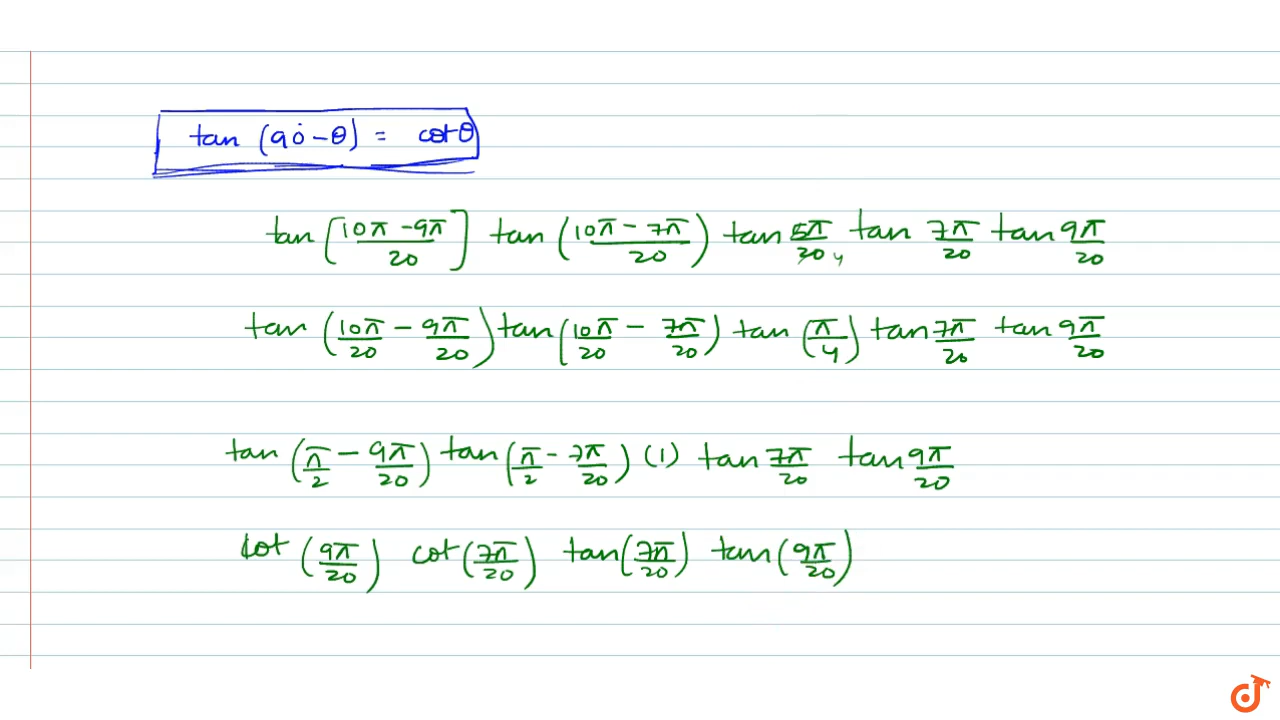 tan (90° - θ) = cot θ
tan [10π - 9π / 20] tan (10π - 7π / 20) tan 5π/20 4 tan 7π/20 tan 9π/20
tan (10π/20 - 9π/20) tan (10π/20 - 7π/20) tan (π/4) tan 7π/20 tan 9π/20
tan (π/2 - 9π/20) tan (π/2 - 7π/20) (1) tan 7π/20 tan 9π/20
cot (9π/20) cot (7π/20) tan (7π/20) tan (9π/20)